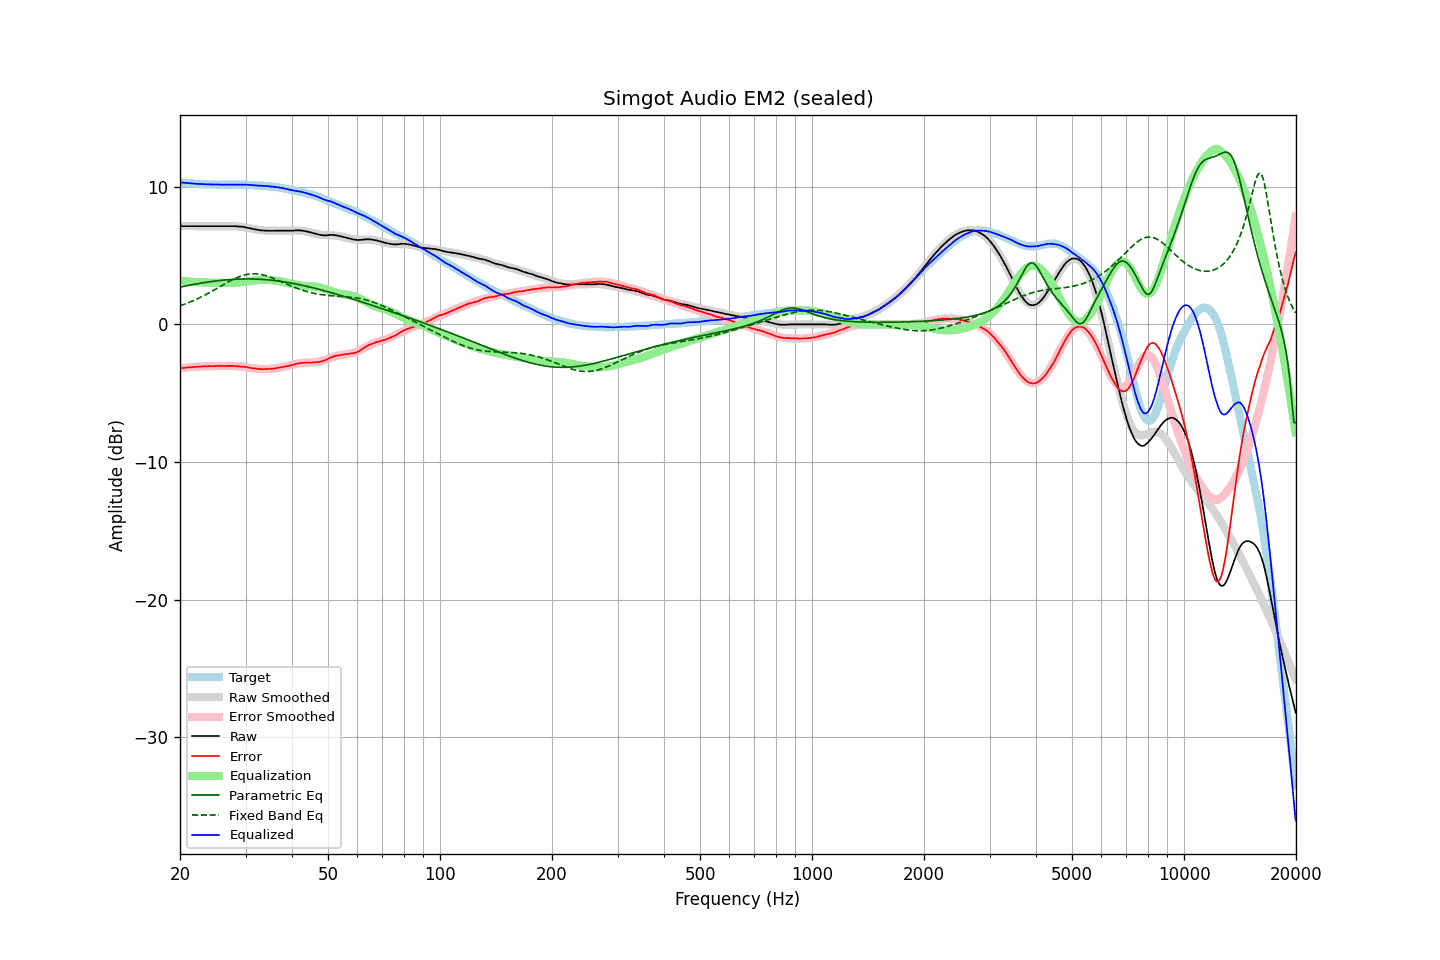 Simgot Audio EM2 (sealed)
Amplitude (dBr)
10
0
−10
−20
−30
Target
Raw Smoothed
Error Smoothed
Raw
Error
Equalization
Parametric Eq
Fixed Band Eq
Equalized
20 50 100 200 500 1000 2000 5000 10000 20000
Frequency (Hz)